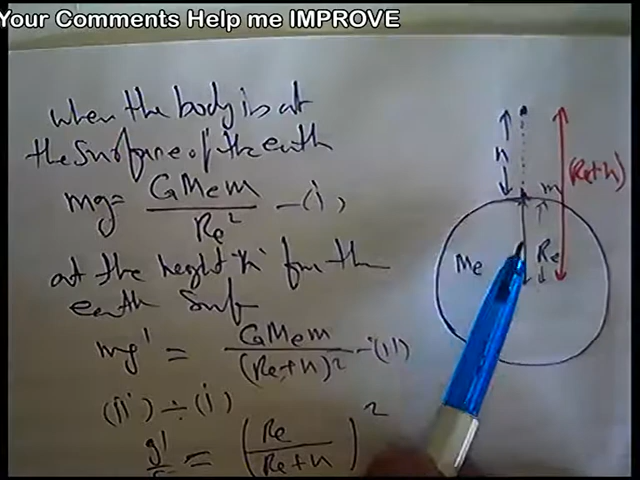 Your Comments Help me IMPROVE
when the body is at
the surface of the earth
mg = GMem / Re² - (i)
at the height 'h' from the
earth surf
mg' = GMem / (Re+h)² - (ii)
(ii) ÷ (i)
g'/ = (Re / Re+h)²
h
m
(Re+h)
Me
Re